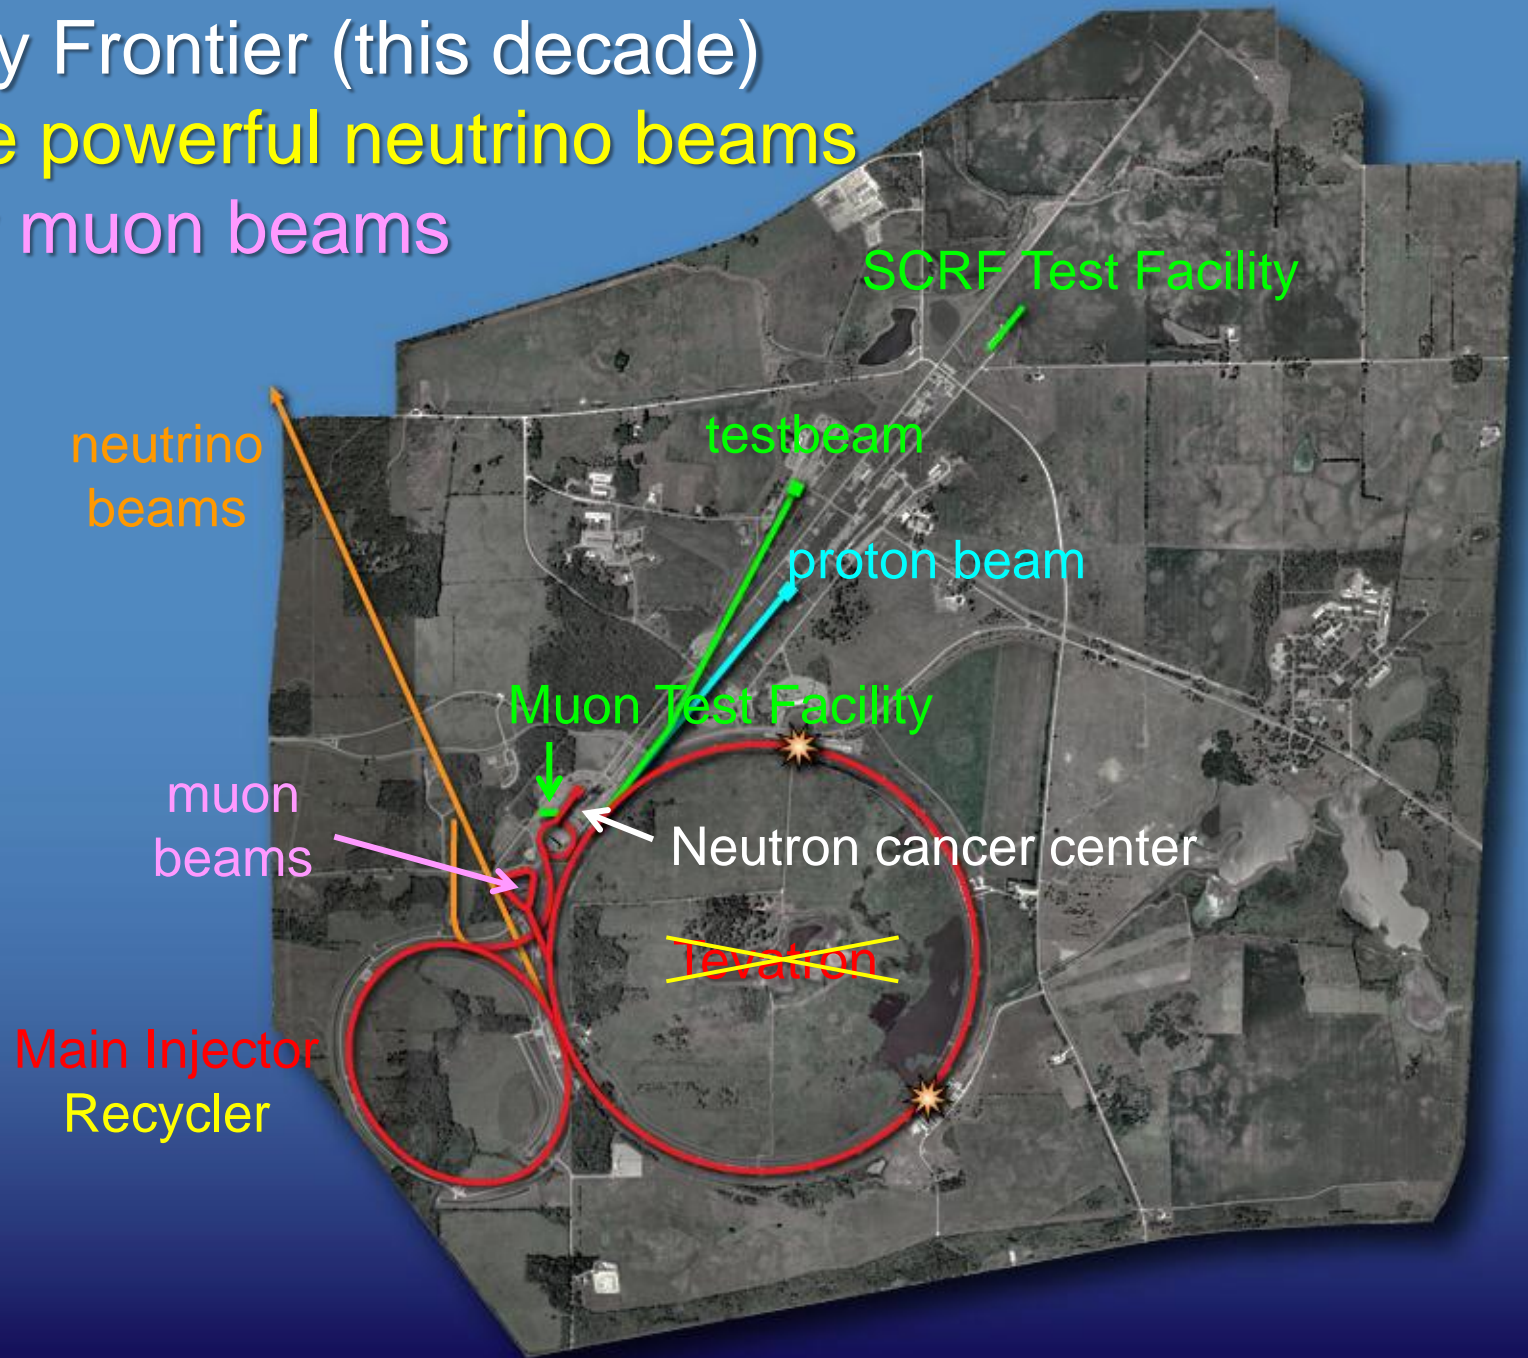 y Frontier (this decade)
e powerful neutrino beams
muon beams
SCRF Test Facility
neutrino
beams
testbeam
proton beam
Muon Test Facility
muon
beams
Neutron cancer center
Tevatron
Main Injector
Recycler